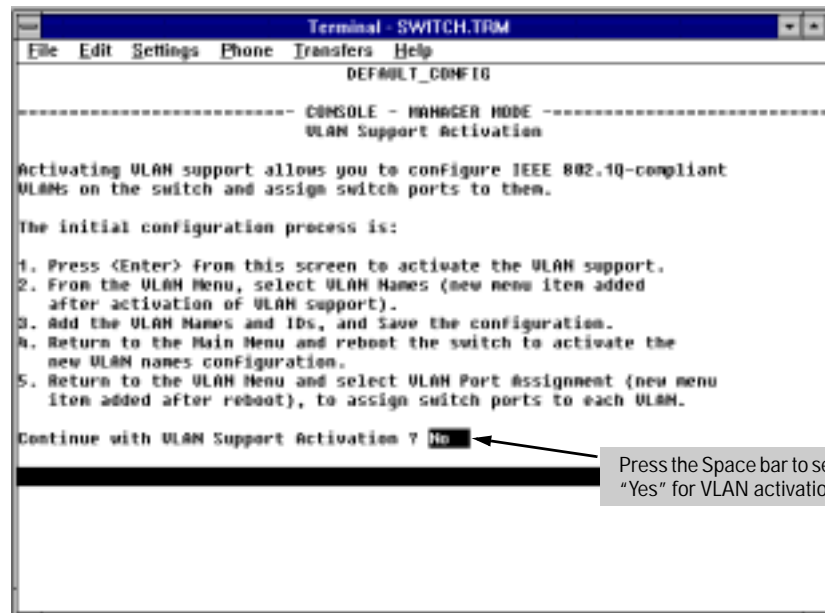 Terminal - SWITCH.TRM
File Edit Settings Phone Transfers Help
DEFAULT_CONFIG
---------------------------- CONSOLE - MANAGER MODE -----------------------------
VLAN Support Activation
Activating VLAN support allows you to configure IEEE 802.1Q-compliant
VLANs on the switch and assign switch ports to them.
The initial configuration process is:
1. Press <Enter> from this screen to activate the VLAN support.
2. From the VLAN Menu, select VLAN Names (new menu item added
after activation of VLAN support).
3. Add the VLAN Names and IDs, and Save the configuration.
4. Return to the Main Menu and reboot the switch to activate the
new VLAN names configuration.
5. Return to the VLAN Menu and select VLAN Port Assignment (new menu
item added after reboot), to assign switch ports to each VLAN.
Continue with VLAN Support Activation ? No
Press the Space bar to se
"Yes" for VLAN activatio